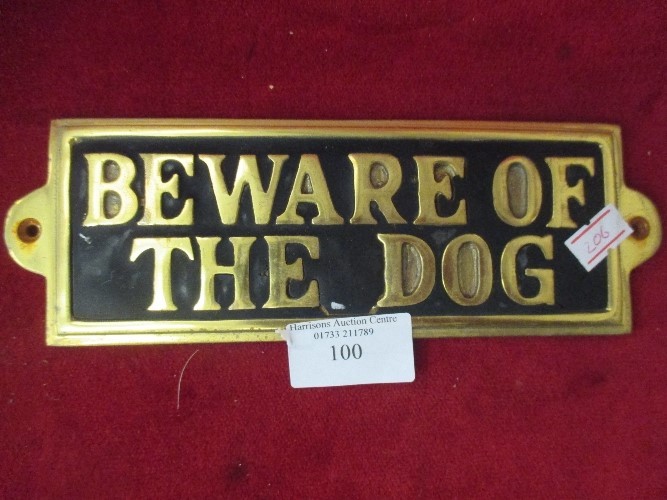 BEWARE OF
THE DOG
206
Harrisons Auction Centre
01733 211789
100